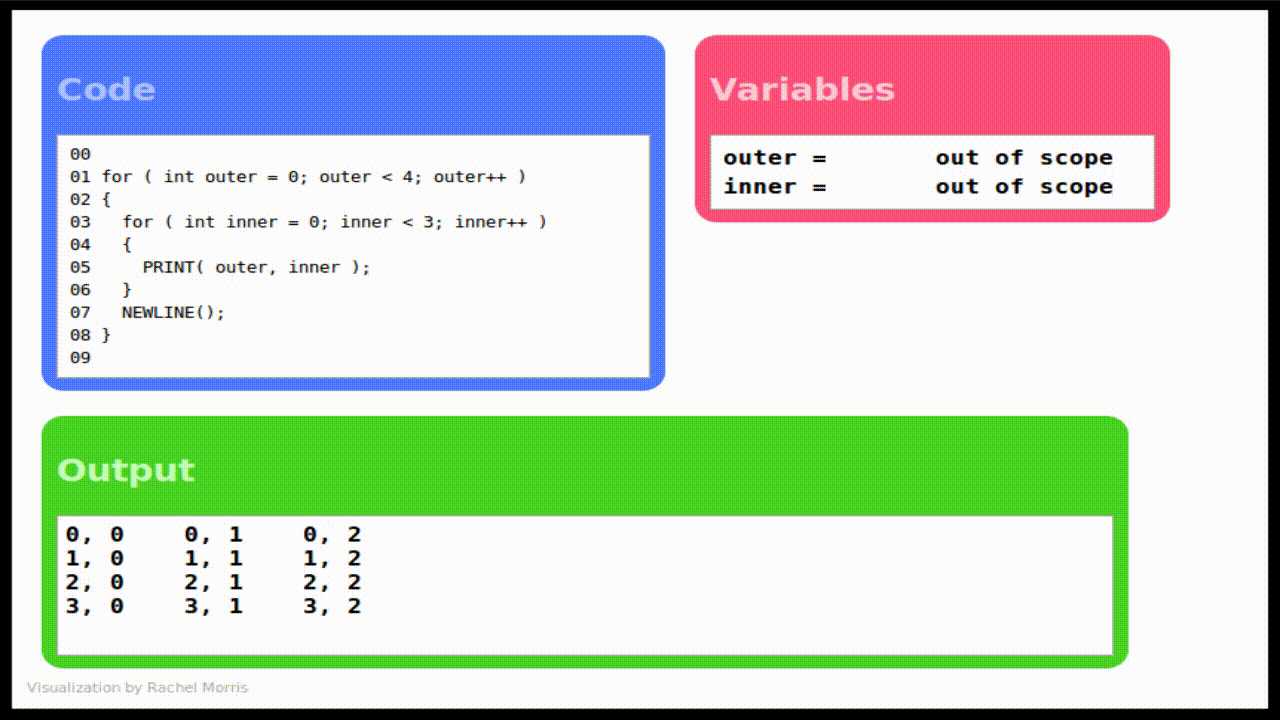 Code
00
01 for ( int outer = 0; outer < 4; outer++ )
02 {
03   for ( int inner = 0; inner < 3; inner++ )
04   {
05     PRINT( outer, inner );
06   }
07   NEWLINE();
08 }
09
Variables
outer =       out of scope
inner =       out of scope
Output
0, 0    0, 1    0, 2
1, 0    1, 1    1, 2
2, 0    2, 1    2, 2
3, 0    3, 1    3, 2
Visualization by Rachel Morris